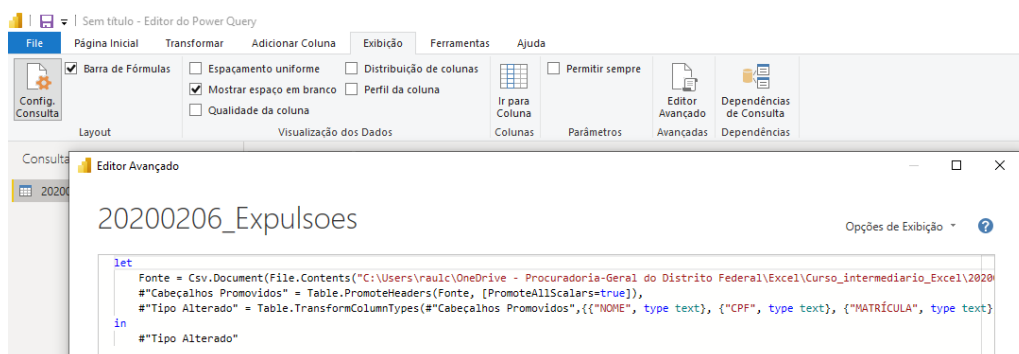 Sem título - Editor do Power Query
File Página Inicial Transformar Adicionar Coluna Exibição Ferramentas Ajuda
Config. Consulta
Barra de Fórmulas
Layout
Espaçamento uniforme
Mostrar espaço em branco
Qualidade da coluna
Distribuição de colunas
Perfil da coluna
Visualização dos Dados
Ir para Coluna
Colunas
Permitir sempre
Parâmetros
Editor Avançado
Avançadas
Dependências de Consulta
Dependências
Consulta
2020
Editor Avançado
20200206_Expulsoes
Opções de Exibição
let
Fonte = Csv.Document(File.Contents("C:\Users\raulc\OneDrive - Procuradoria-Geral do Distrito Federal\Excel\Curso_intermediario_Excel\2020
#"Cabeçalhos Promovidos" = Table.PromoteHeaders(Fonte, [PromoteAllScalars=true]),
#"Tipo Alterado" = Table.TransformColumnTypes(#"Cabeçalhos Promovidos",{{"NOME", type text}, {"CPF", type text}, {"MATRÍCULA", type text}
in
#"Tipo Alterado"